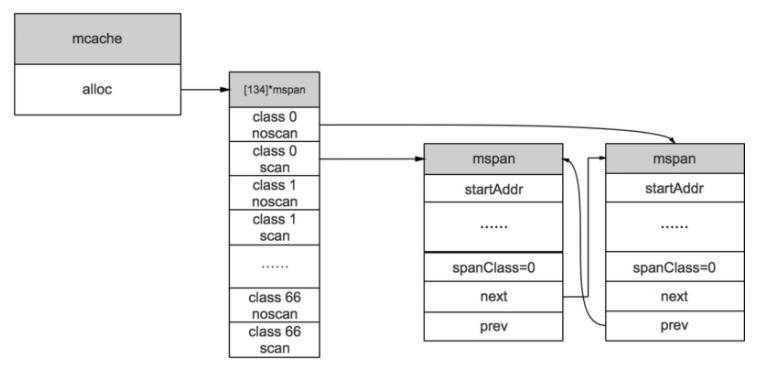 mcache
alloc
[134]*mspan
class 0
noscan
class 0
scan
class 1
noscan
class 1
scan
......
class 66
noscan
class 66
scan
mspan
startAddr
......
spanClass=0
next
prev
mspan
startAddr
......
spanClass=0
next
prev